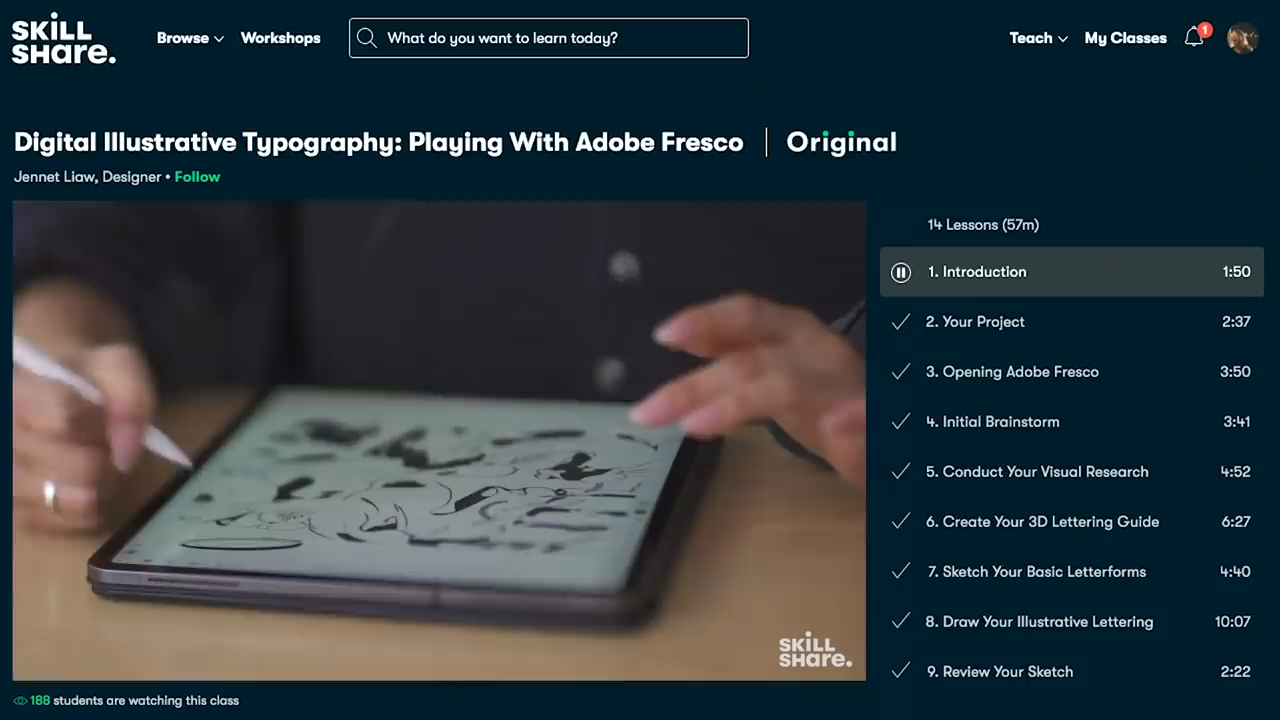 SKILL
SHARE.
Browse
Workshops
What do you want to learn today?
Teach
My Classes
1
Digital Illustrative Typography: Playing With Adobe Fresco | Original
Jennet Liaw, Designer • Follow
14 Lessons (57m)
1. Introduction 1:50
2. Your Project 2:37
3. Opening Adobe Fresco 3:50
4. Initial Brainstorm 3:41
5. Conduct Your Visual Research 4:52
6. Create Your 3D Lettering Guide 6:27
7. Sketch Your Basic Letterforms 4:40
8. Draw Your Illustrative Lettering 10:07
9. Review Your Sketch 2:22
SKILL
SHARE.
188 students are watching this class